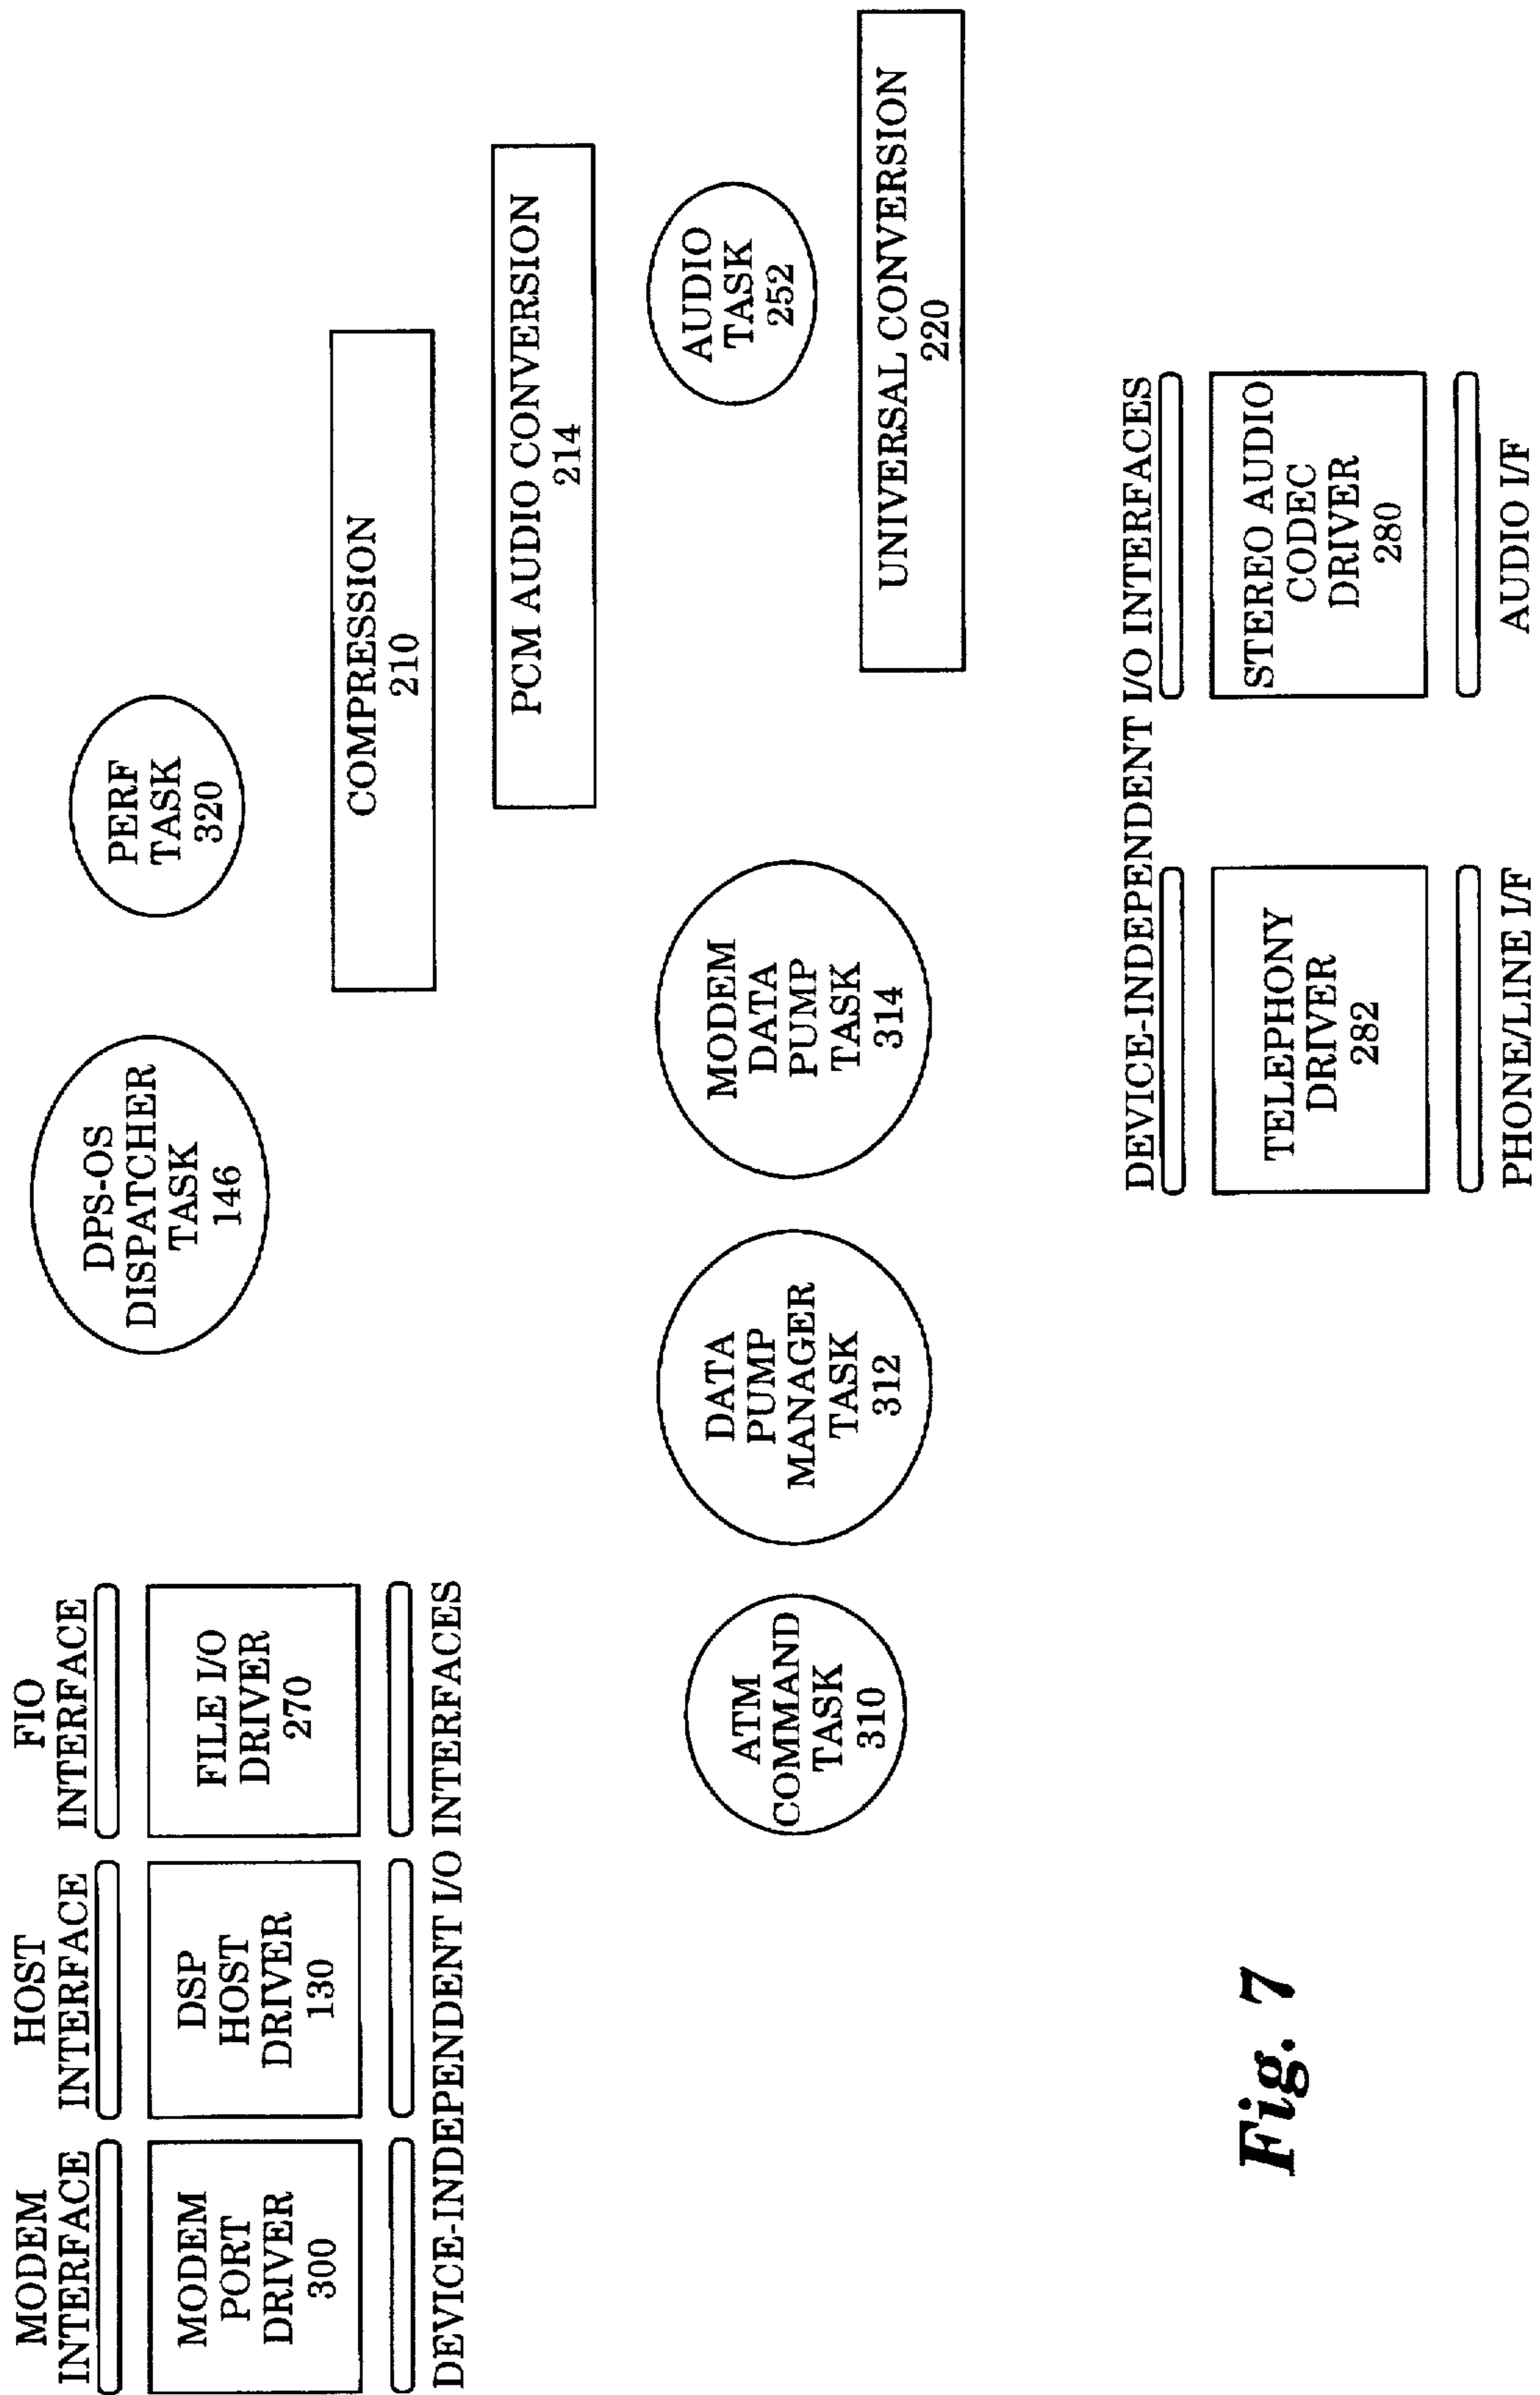 MODEM
INTERFACE
HOST
INTERFACE
FIO
INTERFACE
MODEM
PORT
DRIVER
300
DSP
HOST
DRIVER
130
FILE I/O
DRIVER
270
DEVICE-INDEPENDENT I/O INTERFACES
DPS-OS
DISPATCHER
TASK
146
PERF
TASK
320
COMPRESSION
210
PCM AUDIO CONVERSION
214
ATM
COMMAND
TASK
310
DATA
PUMP
MANAGER
TASK
312
MODEM
DATA
PUMP
TASK
314
AUDIO
TASK
252
UNIVERSAL CONVERSION
220
DEVICE-INDEPENDENT I/O INTERFACES
TELEPHONY
DRIVER
282
STEREO AUDIO
CODEC
DRIVER
280
PHONE/LINE I/F
AUDIO I/F
Fig. 7